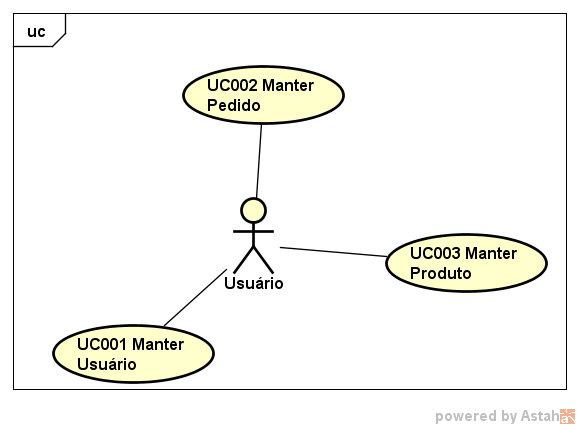 uc
UC002 Manter
Pedido
UC003 Manter
Produto
Usuário
UC001 Manter
Usuário
powered by Astah